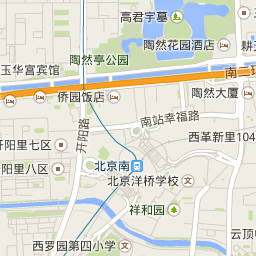 高君宇墓
陶然花园酒店
耕
陶然亭公园
玉华宫宾馆
南二环
侨园饭店
陶然大厦
南站幸福路
开阳路
西革新里104
开阳里七区
开阳里八区
北京南
北京洋桥学校
祥和园
云顶
西罗园第四小学